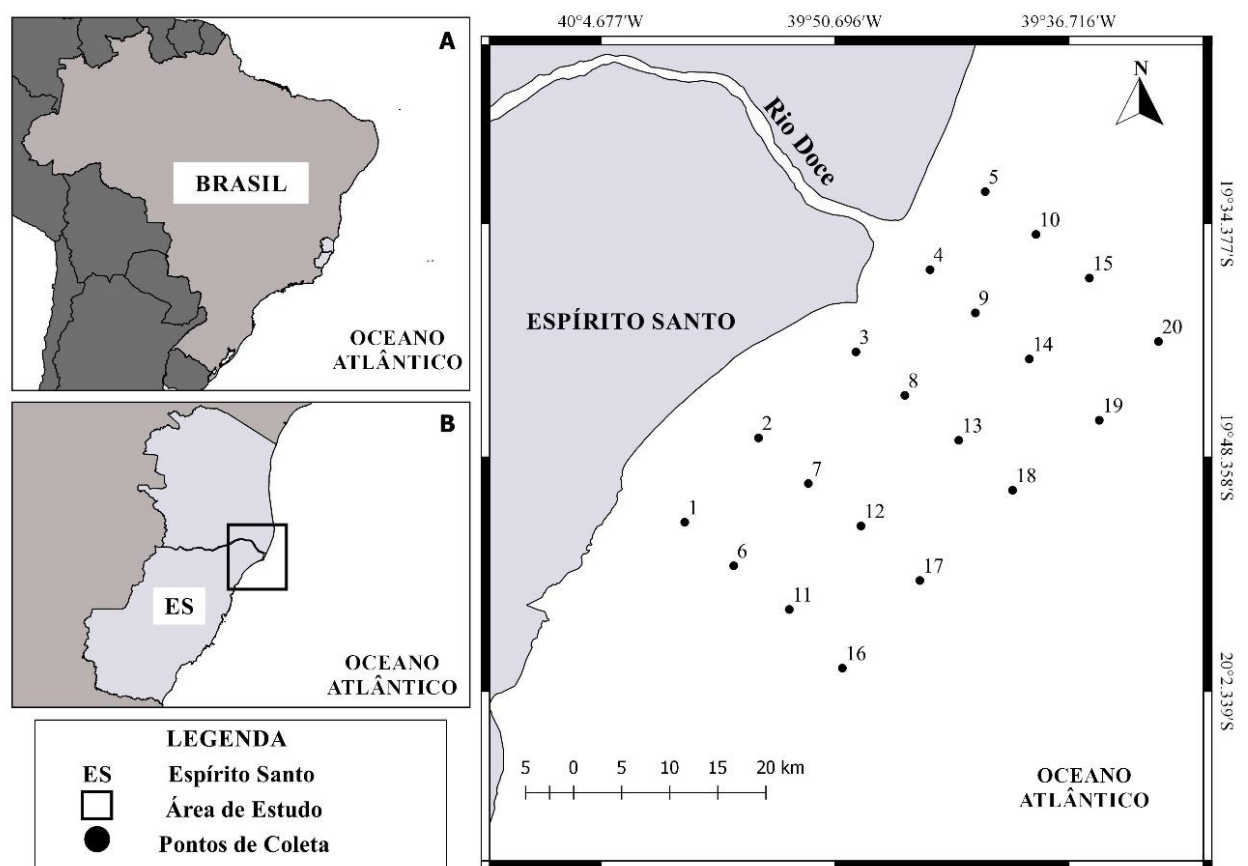 A
BRASIL
OCEANO
ATLÂNTICO
B
ES
OCEANO
ATLÂNTICO
LEGENDA
ES Espírito Santo
Área de Estudo
Pontos de Coleta
40°4.677'W 39°50.696'W 39°36.716'W
N
Rio Doce
ESPÍRITO SANTO
5
10
4
15
9
20
3
14
8
19
2
13
7
18
1
12
6
17
11
16
19°34.377'S
19°48.358'S
20°2.339'S
5 0 5 10 15 20 km
OCEANO
ATLÂNTICO